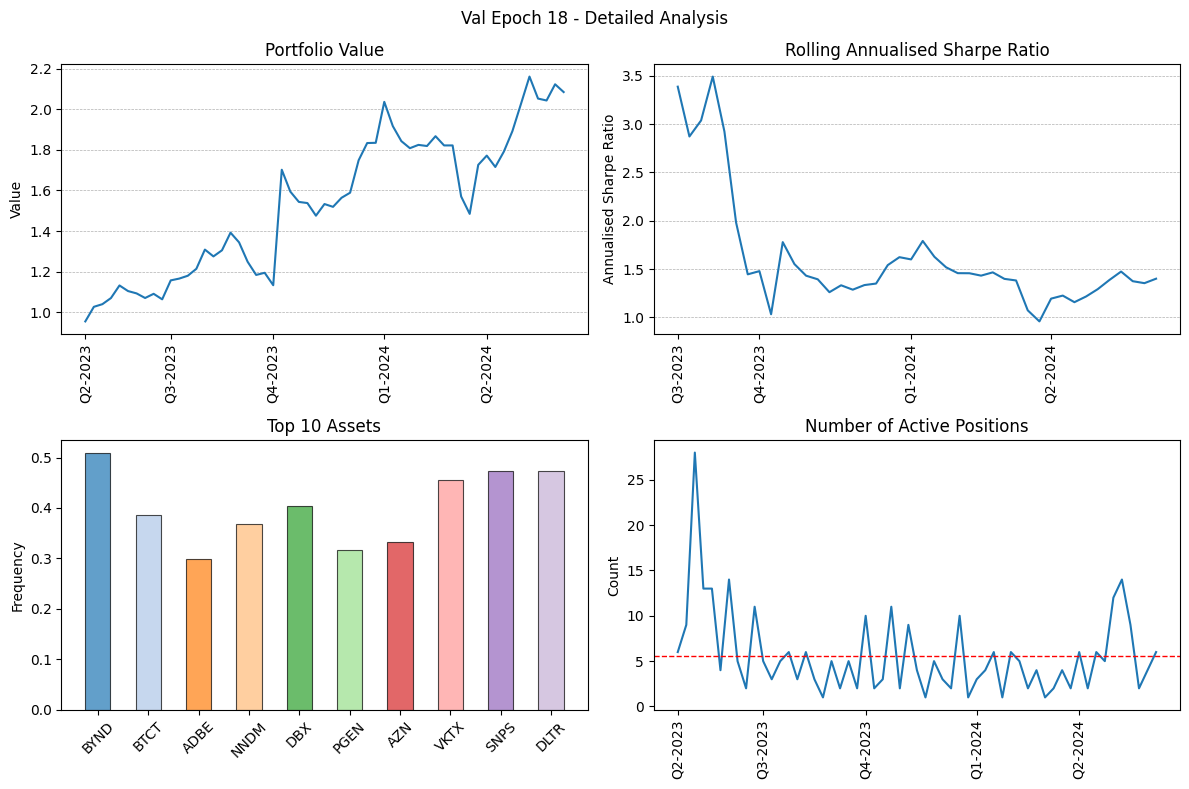 Val Epoch 18 - Detailed Analysis
Portfolio Value
Value
2.2
2.0
1.8
1.6
1.4
1.2
1.0
Q2-2023
Q3-2023
Q4-2023
Q1-2024
Q2-2024
Rolling Annualised Sharpe Ratio
Annualised Sharpe Ratio
3.5
3.0
2.5
2.0
1.5
1.0
Q3-2023
Q4-2023
Q1-2024
Q2-2024
Top 10 Assets
Frequency
0.5
0.4
0.3
0.2
0.1
0.0
BYND
BTCT
ADBE
NNDM
DBX
PGEN
AZN
VKTX
SNPS
DLTR
Number of Active Positions
Count
25
20
15
10
5
0
Q2-2023
Q3-2023
Q4-2023
Q1-2024
Q2-2024